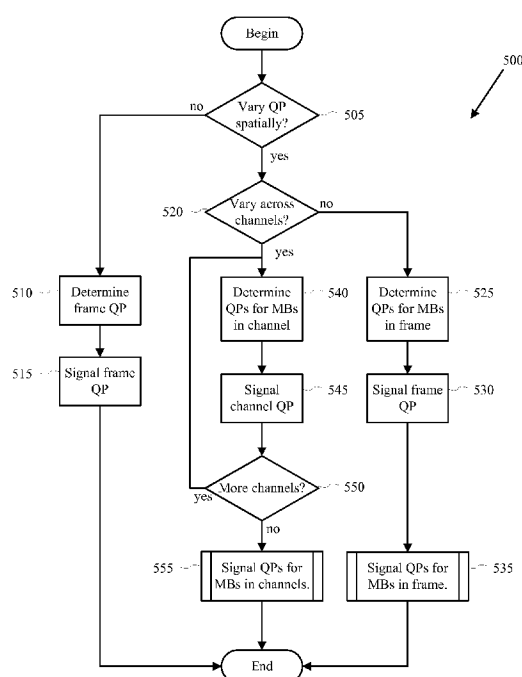 Begin
500
Vary QP
spatially?
505
no
yes
Vary across
channels?
520
no
yes
510
Determine
frame QP
Determine
QPs for MBs
in channel
540
Determine
QPs for MBs
in frame
525
515
Signal frame
QP
Signal
channel QP
545
Signal frame
QP
530
More channels?
550
yes
no
555
Signal QPs for
MBs in channels.
Signal QPs for
MBs in frame.
535
End